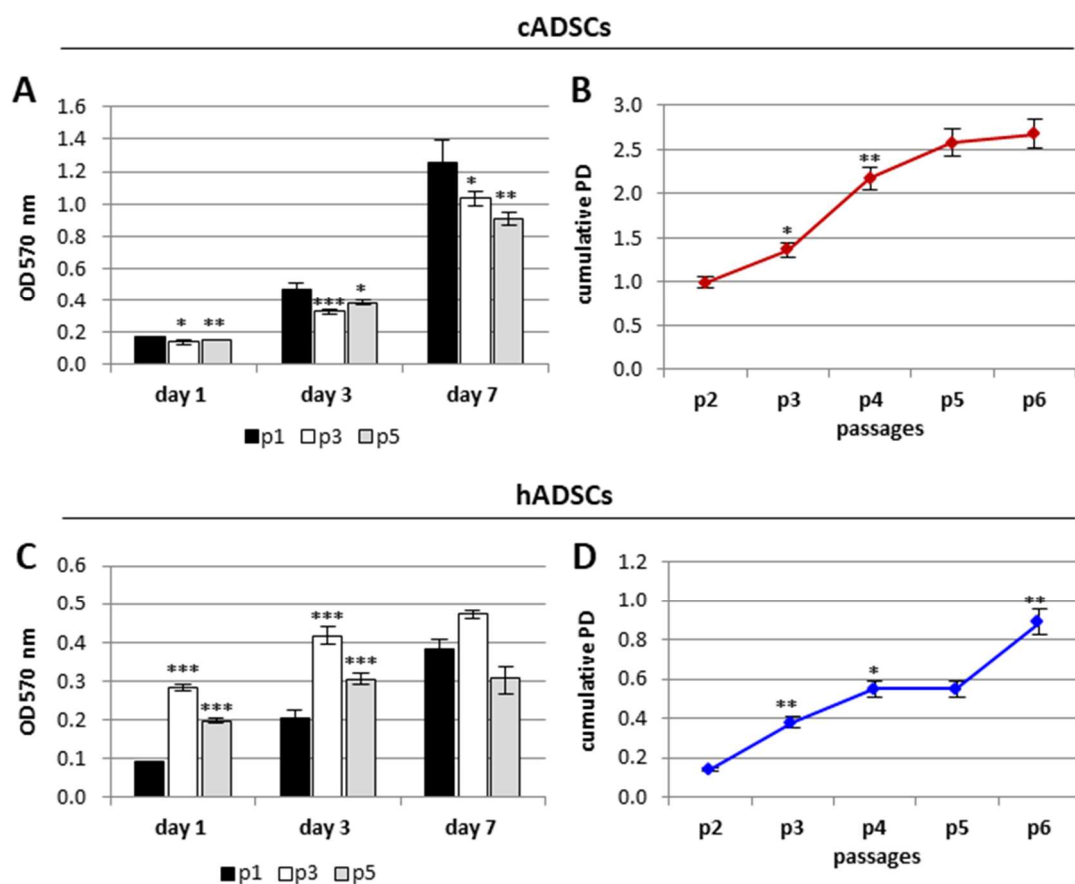 cADSCs
A
1.6
1.4
1.2
1.0
0.8
0.6
0.4
0.2
0.0
OD570 nm
* **
*** *
* **
day 1 day 3 day 7
p1 p3 p5
B
3.0
2.5
2.0
1.5
1.0
0.5
0.0
cumulative PD
*
**
p2 p3 p4 p5 p6
passages
hADSCs
C
0.6
0.5
0.4
0.3
0.2
0.1
0.0
OD570 nm
*** ***
*** ***
day 1 day 3 day 7
p1 p3 p5
D
1.2
1.0
0.8
0.6
0.4
0.2
0.0
cumulative PD
**
*
**
p2 p3 p4 p5 p6
passages